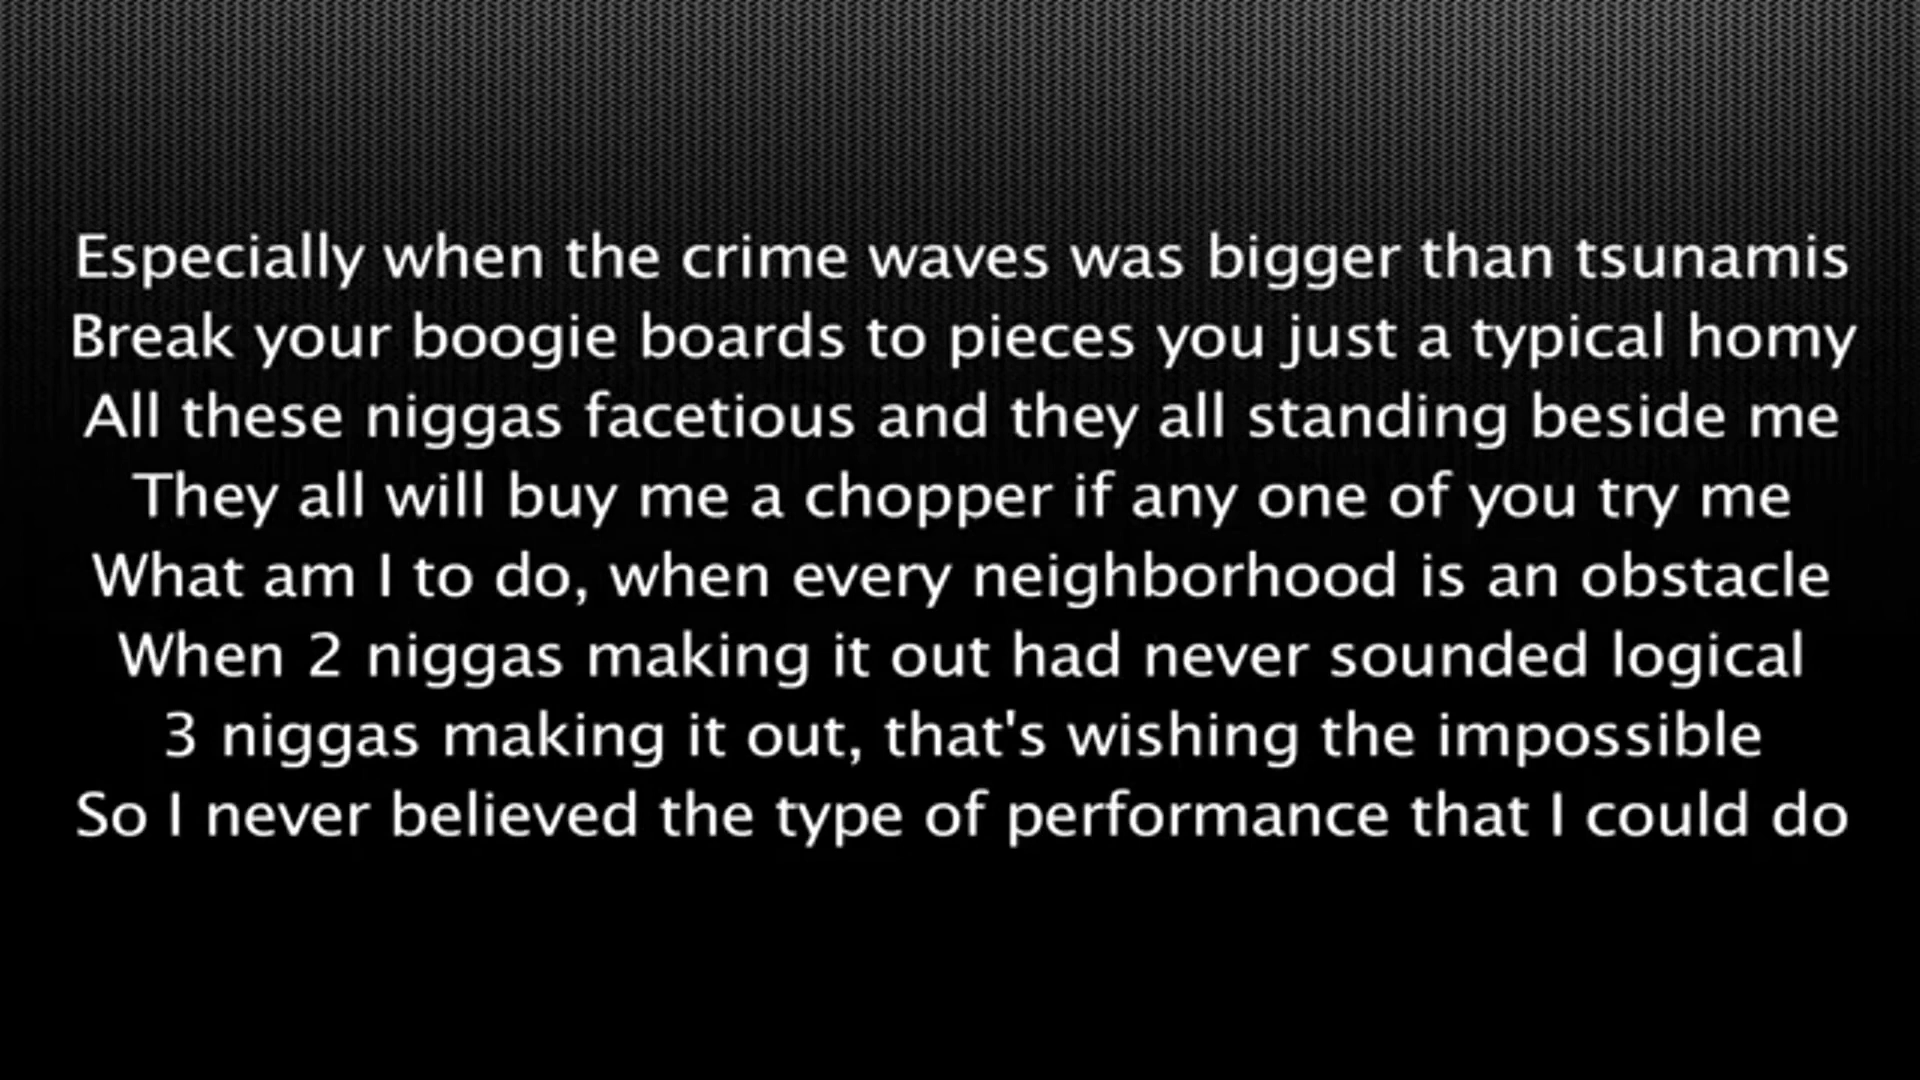 Especially when the crime waves was bigger than tsunamis
Break your boogie boards to pieces you just a typical homy
All these niggas facetious and they all standing beside me
They all will buy me a chopper if any one of you try me
What am I to do, when every neighborhood is an obstacle
When 2 niggas making it out had never sounded logical
3 niggas making it out, that's wishing the impossible
So I never believed the type of performance that I could do